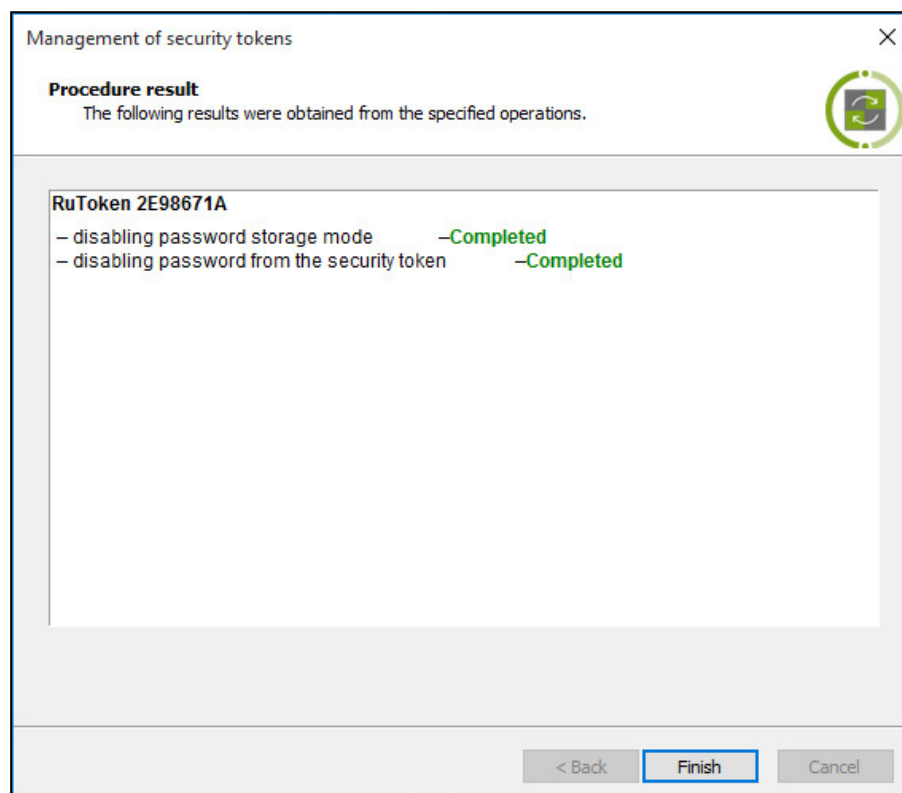 Management of security tokens
Procedure result
The following results were obtained from the specified operations.
RuToken 2E98671A
– disabling password storage mode –Completed
– disabling password from the security token –Completed
< Back Finish Cancel